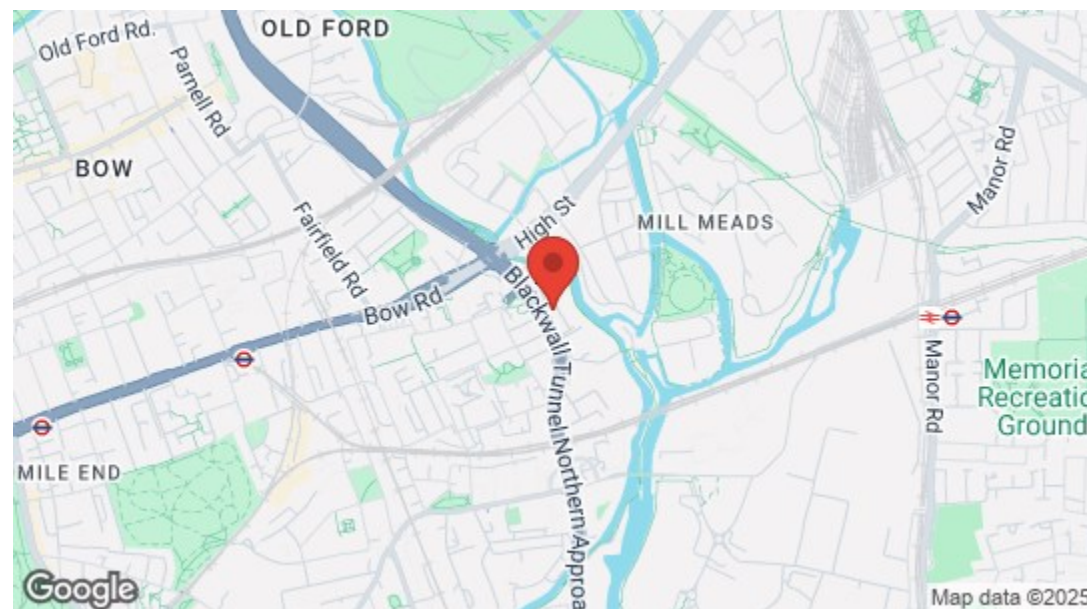 OLD FORD
Old Ford Rd.
Parnell Rd
BOW
Manor Rd
Fairfield Rd
High St
MILL MEADS
Bow Rd
Blackwall Tunnel Northern Approa
Manor Rd
Memoria
Recreatio
Ground
MILE END
Google
Map data ©2025